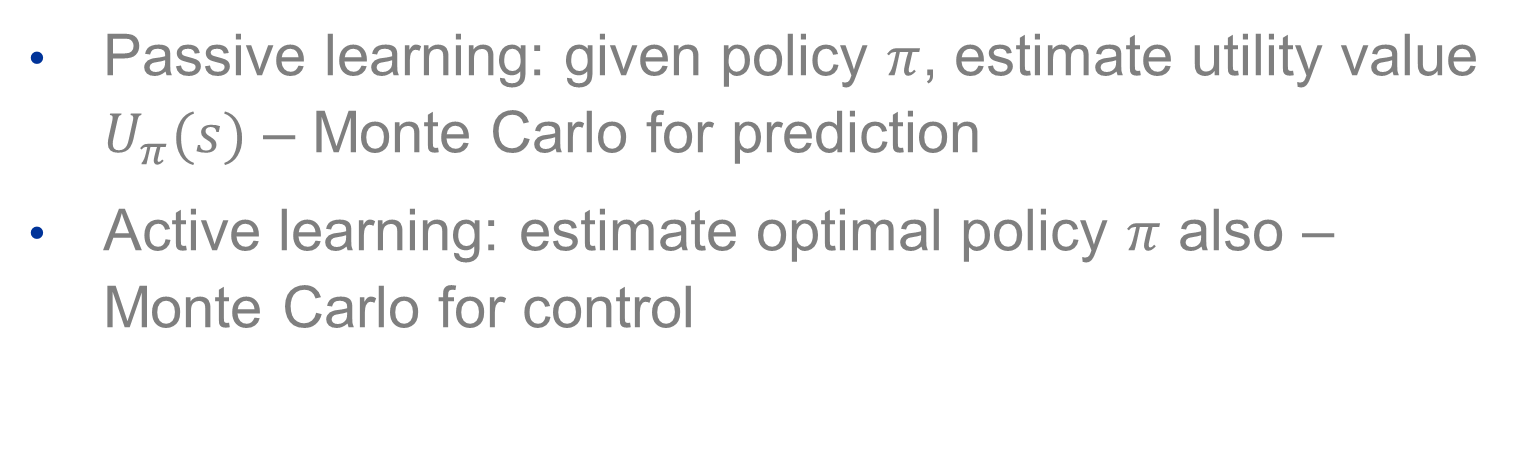 • Passive learning: given policy 𝜋, estimate utility value
𝑈𝜋(𝑠) – Monte Carlo for prediction
• Active learning: estimate optimal policy 𝜋 also –
Monte Carlo for control